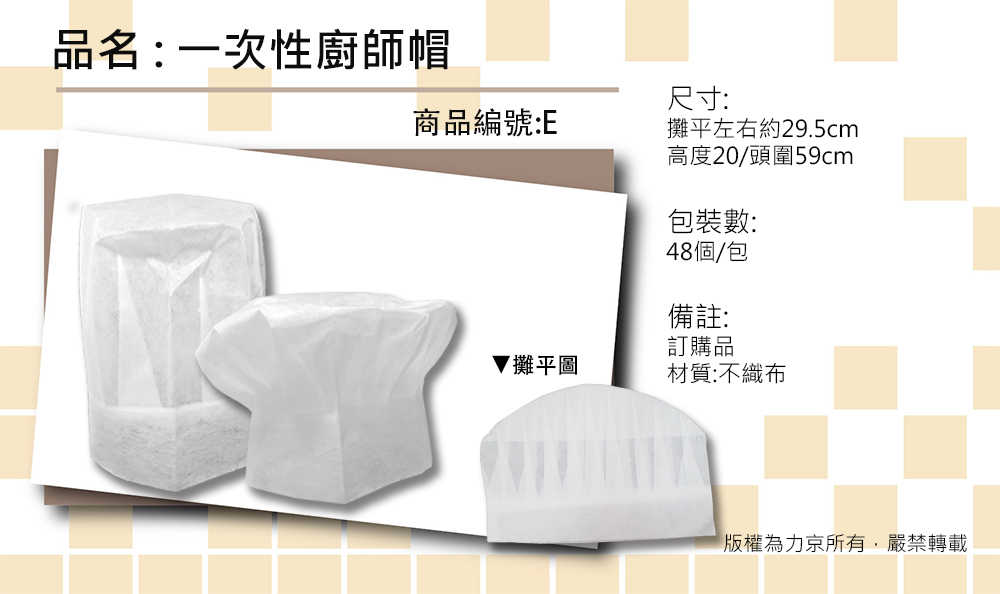 品名:一次性廚師帽
商品編號:E
尺寸:
攤平左右約29.5cm
高度20/頭圍59cm
包裝數:
48個/包
備註:
訂購品
材質:不織布
▼攤平圖
版權為力京所有，嚴禁轉載